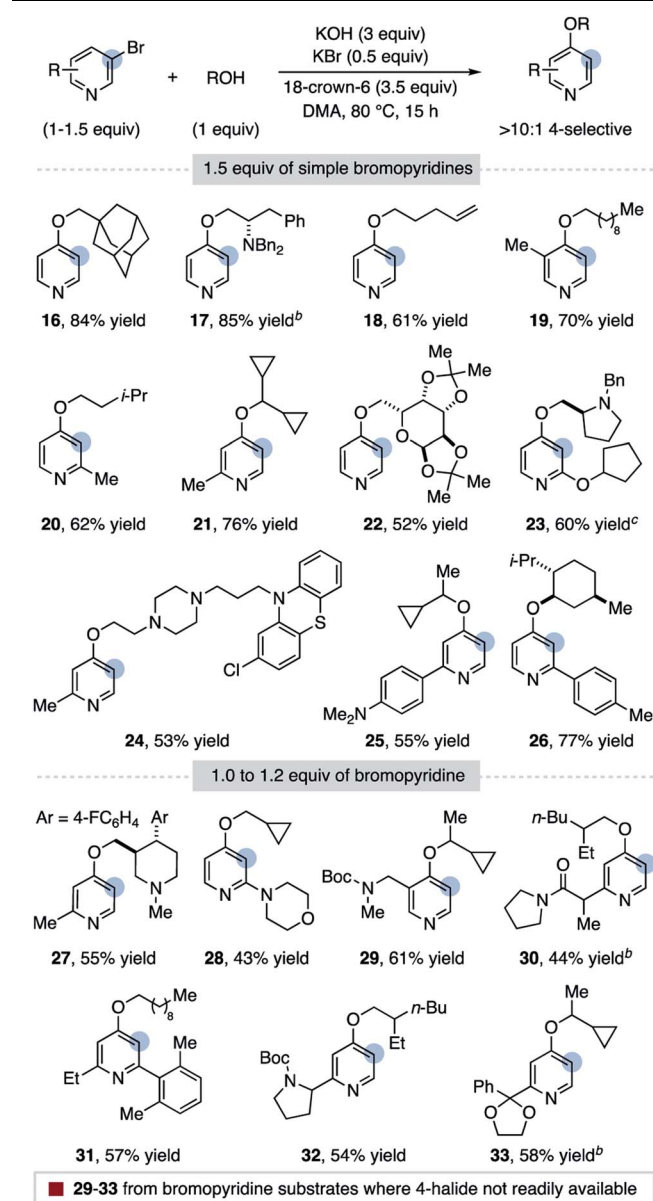 KOH (3 equiv)
KBr (0.5 equiv)
18-crown-6 (3.5 equiv)
DMA, 80 °C, 15 h
R
Br
N
+
ROH
OR
R
N
(1-1.5 equiv)
(1 equiv)
>10:1 4-selective
1.5 equiv of simple bromopyridines
O
N
O
Ph
NBn2
N
O
N
O
Me
8
Me
N
16, 84% yield
17, 85% yieldb
18, 61% yield
19, 70% yield
O
i-Pr
N
Me
O
Me
N
Me
Me
O
O
O
O
O
O
Me
Me
N
Bn
N
O
N
O
20, 62% yield
21, 76% yield
22, 52% yield
23, 60% yieldc
O
N
N
N
S
Cl
Me
N
Me
O
N
Me2N
i-Pr
O
Me
N
Me
24, 53% yield
25, 55% yield
26, 77% yield
1.0 to 1.2 equiv of bromopyridine
Ar = 4-FC6H4
Ar
O
N
Me
Me
N
O
N
N
O
Me
O
Boc
N
Me
N
n-Bu
Et
O
O
N
N
Me
27, 55% yield
28, 43% yield
29, 61% yield
30, 44% yieldb
O
Me
8
Me
Et
N
Me
O
n-Bu
Et
Boc
N
N
Me
O
Ph
N
O
O
31, 57% yield
32, 54% yield
33, 58% yieldb
29-33 from bromopyridine substrates where 4-halide not readily available